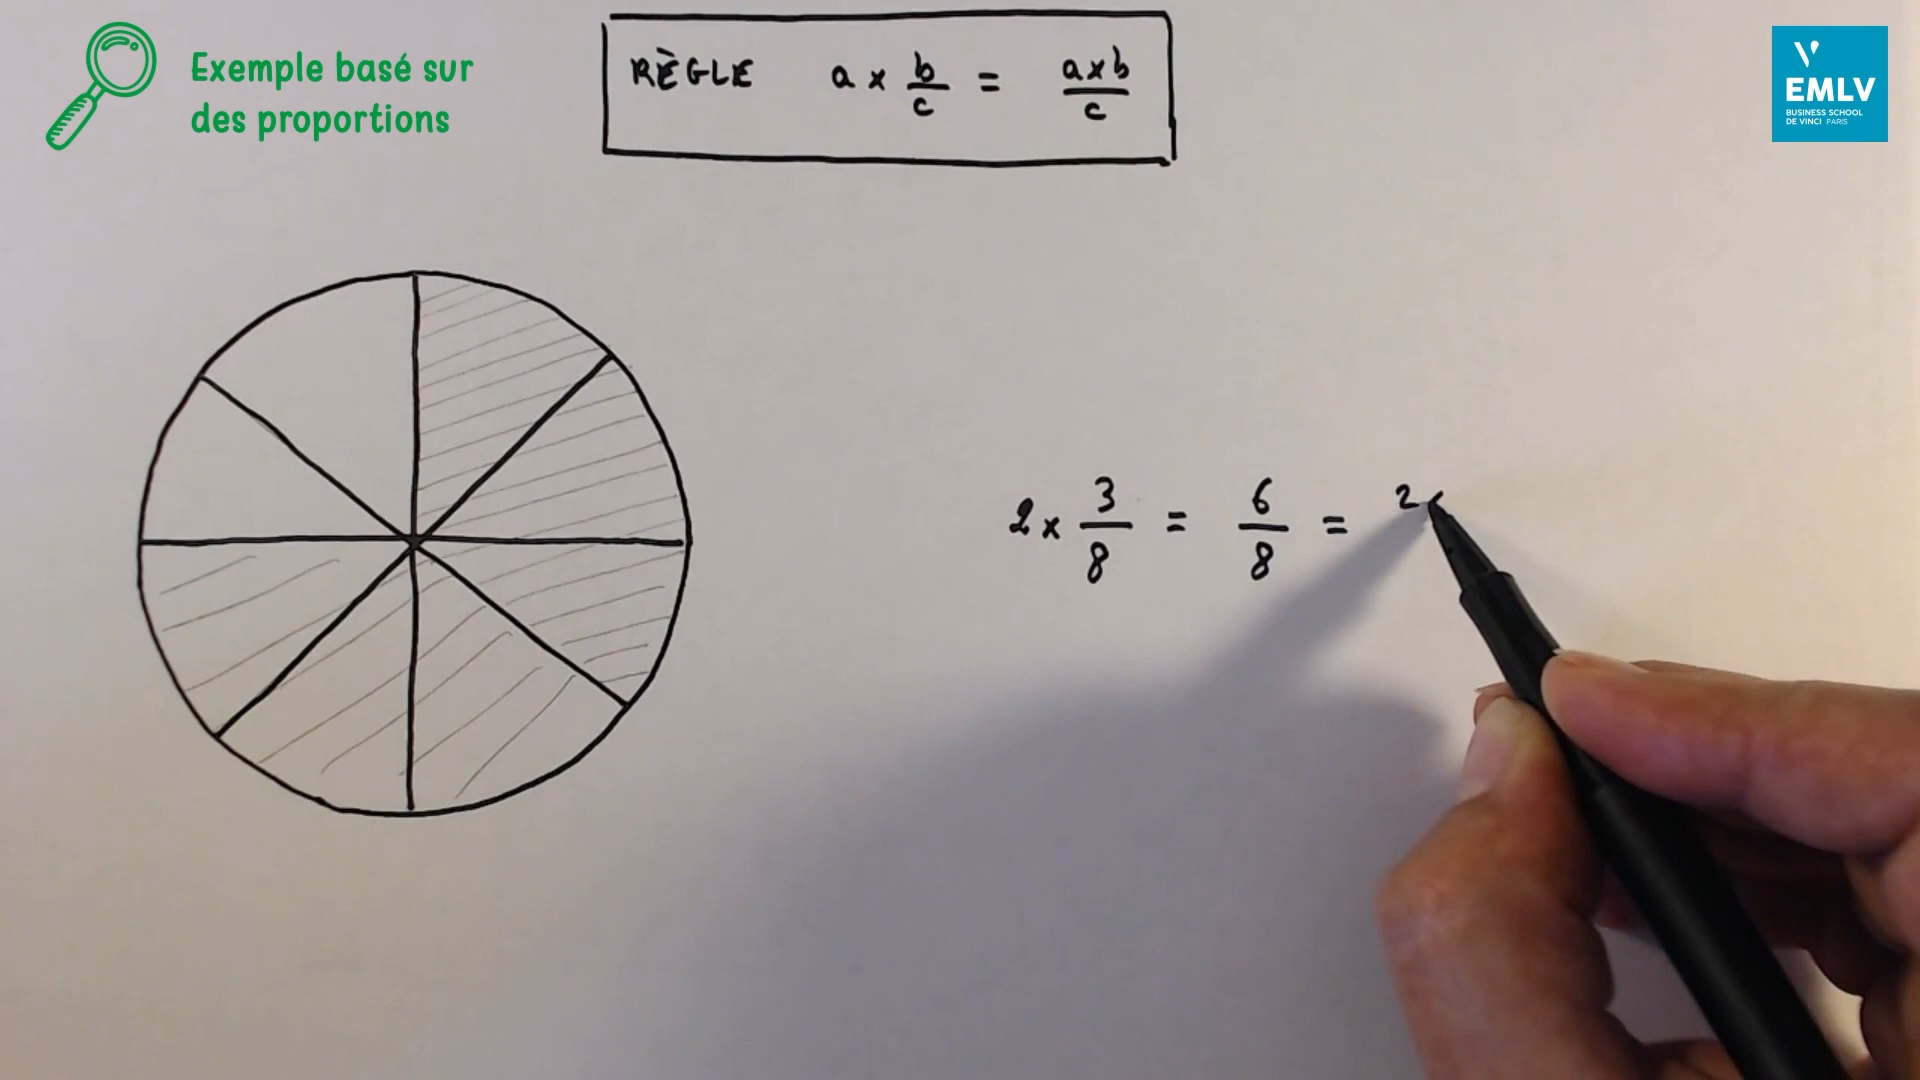 Exemple basé sur
des proportions
RÈGLE a × b/c = a×b/c
EMLV
BUSINESS SCHOOL
DE VINCI PARIS
2 × 3/8 = 6/8 = 2